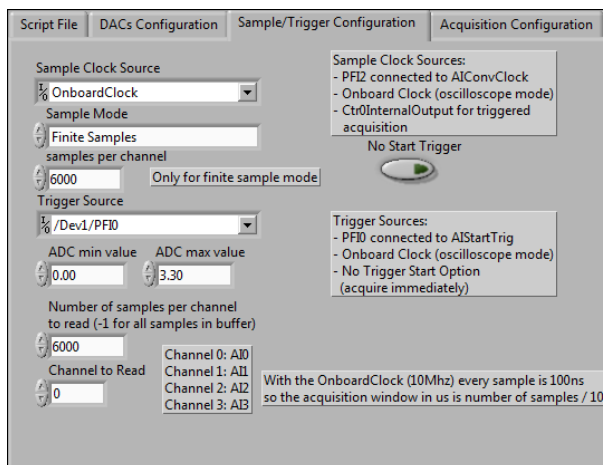 Script File
DACs Configuration
Sample/Trigger Configuration
Acquisition Configuration
Sample Clock Source
OnboardClock
Sample Mode
Finite Samples
samples per channel
6000
Only for finite sample mode
Trigger Source
/Dev1/PFI0
ADC min value
ADC max value
0.00
3.30
Number of samples per channel
to read (-1 for all samples in buffer)
6000
Channel to Read
0
Channel 0: AI0
Channel 1: AI1
Channel 2: AI2
Channel 3: AI3
Sample Clock Sources:
- PFI2 connected to AIConvClock
- Onboard Clock (oscilloscope mode)
- Ctr0InternalOutput for triggered
acquisition
No Start Trigger
Trigger Sources:
- PFI0 connected to AIStartTrig
- Onboard Clock (oscilloscope mode)
- No Trigger Start Option
(acquire immediately)
With the OnboardClock (10Mhz) every sample is 100ns
so the acquisition window in us is number of samples / 10